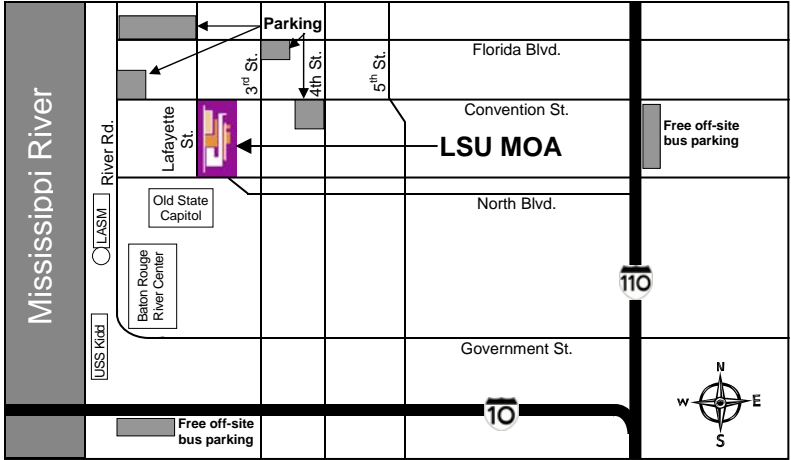 Parking
Florida Blvd.
3rd St.
4th St.
5th St.
Convention St.
Mississippi River
River Rd.
Lafayette
St.
LSU MOA
Free off-site
bus parking
Old State
Capitol
North Blvd.
LASM
Baton Rouge
River Center
110
USS Kidd
Government St.
N
W
E
S
10
Free off-site
bus parking